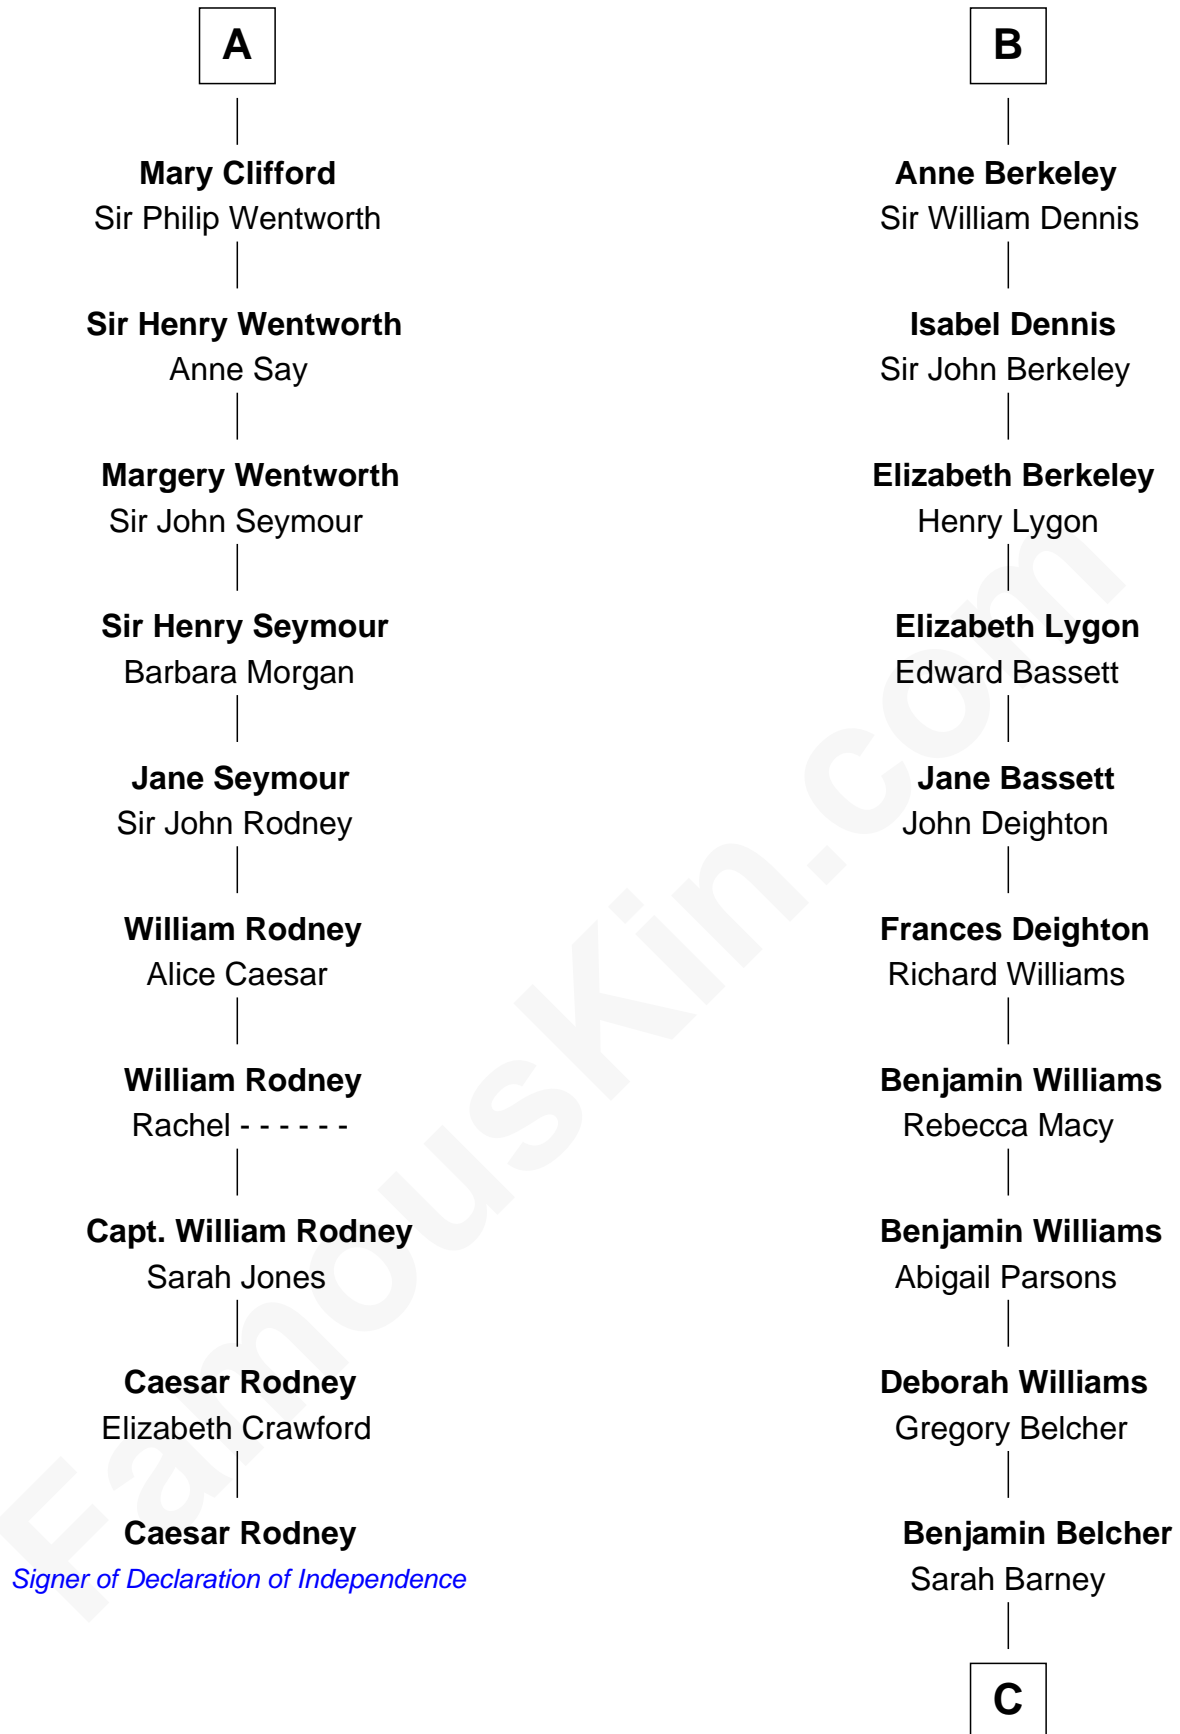 A
Mary Clifford
Sir Philip Wentworth
Sir Henry Wentworth
Anne Say
Margery Wentworth
Sir John Seymour
Sir Henry Seymour
Barbara Morgan
Jane Seymour
Sir John Rodney
William Rodney
Alice Caesar
William Rodney
Rachel - - - - - -
Capt. William Rodney
Sarah Jones
Caesar Rodney
Elizabeth Crawford
Caesar Rodney
Signer of Declaration of Independence
B
Anne Berkeley
Sir William Dennis
Isabel Dennis
Sir John Berkeley
Elizabeth Berkeley
Henry Lygon
Elizabeth Lygon
Edward Bassett
Jane Bassett
John Deighton
Frances Deighton
Richard Williams
Benjamin Williams
Rebecca Macy
Benjamin Williams
Abigail Parsons
Deborah Williams
Gregory Belcher
Benjamin Belcher
Sarah Barney
C
FamousKin.com